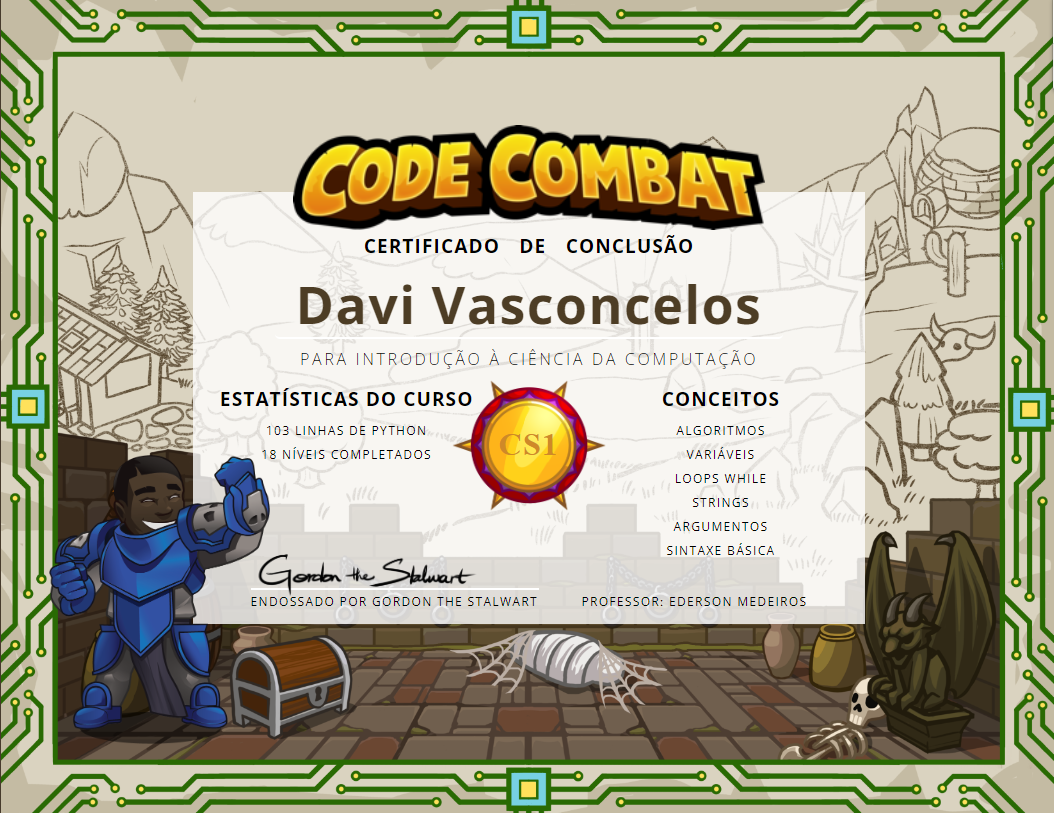 CODE COMBAT
CERTIFICADO DE CONCLUSÃO
Davi Vasconcelos
PARA INTRODUÇÃO À CIÊNCIA DA COMPUTAÇÃO
ESTATÍSTICAS DO CURSO
103 LINHAS DE PYTHON
18 NÍVEIS COMPLETADOS
CS1
CONCEITOS
ALGORITMOS
VARIÁVEIS
LOOPS WHILE
STRINGS
ARGUMENTOS
SINTAXE BÁSICA
Gordon the Stalwart
ENDOSSADO POR GORDON THE STALWART
PROFESSOR: EDERSON MEDEIROS